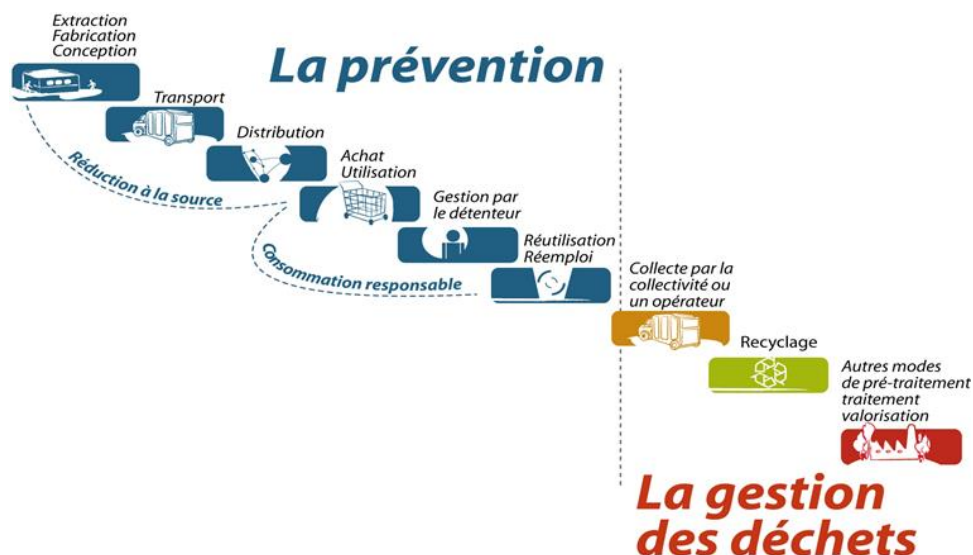 Extraction
Fabrication
Conception
La prévention
Transport
Distribution
Réduction à la source
Achat
Utilisation
Gestion par
le détenteur
Consommation responsable
Réutilisation
Réemploi
Collecte par la
collectivité ou
un opérateur
Recyclage
Autres modes
de pré-traitement
traitement
valorisation
La gestion
des déchets